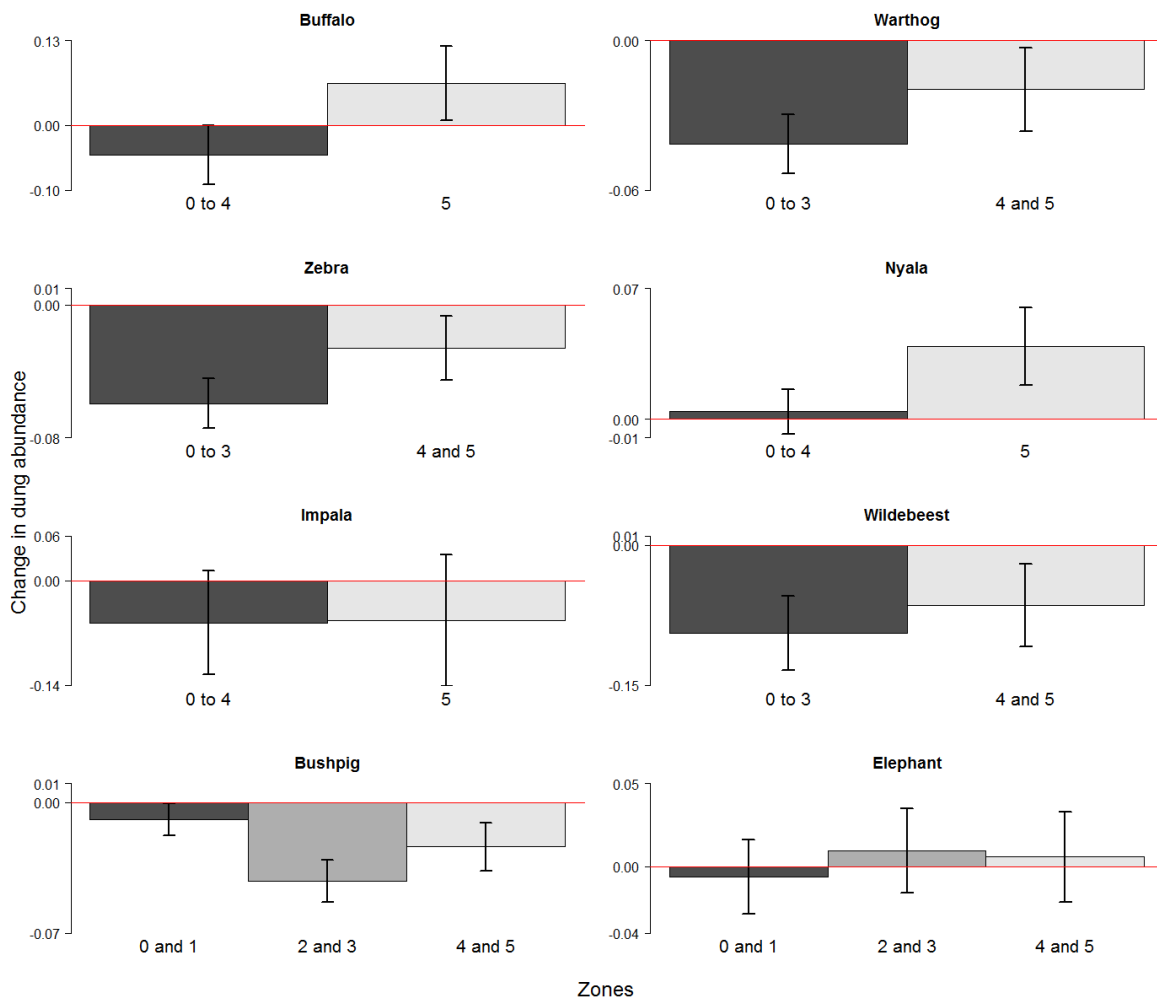 Buffalo
0.13
0.00
-0.10
0 to 4
5
Warthog
0.00
-0.06
0 to 3
4 and 5
Zebra
0.01
0.00
-0.08
0 to 3
4 and 5
Nyala
0.07
0.00
-0.01
0 to 4
5
Change in dung abundance
Impala
0.06
0.00
-0.14
0 to 4
5
Wildebeest
0.01
0.00
-0.15
0 to 3
4 and 5
Bushpig
0.01
0.00
-0.07
0 and 1
2 and 3
4 and 5
Elephant
0.05
0.00
-0.04
0 and 1
2 and 3
4 and 5
Zones